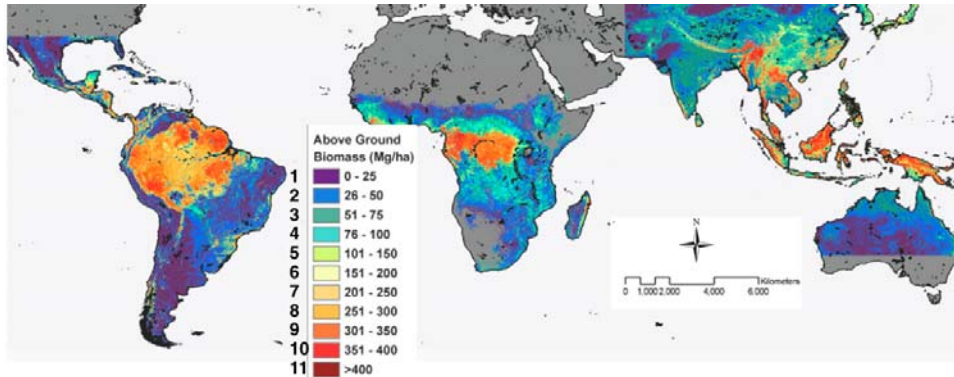 Above Ground
Biomass (Mg/ha)
1 0 - 25
2 26 - 50
3 51 - 75
4 76 - 100
5 101 - 150
6 151 - 200
7 201 - 250
8 251 - 300
9 301 - 350
10 351 - 400
11 >400
N
Kilometers
0 1,000 2,000 4,000 6,000